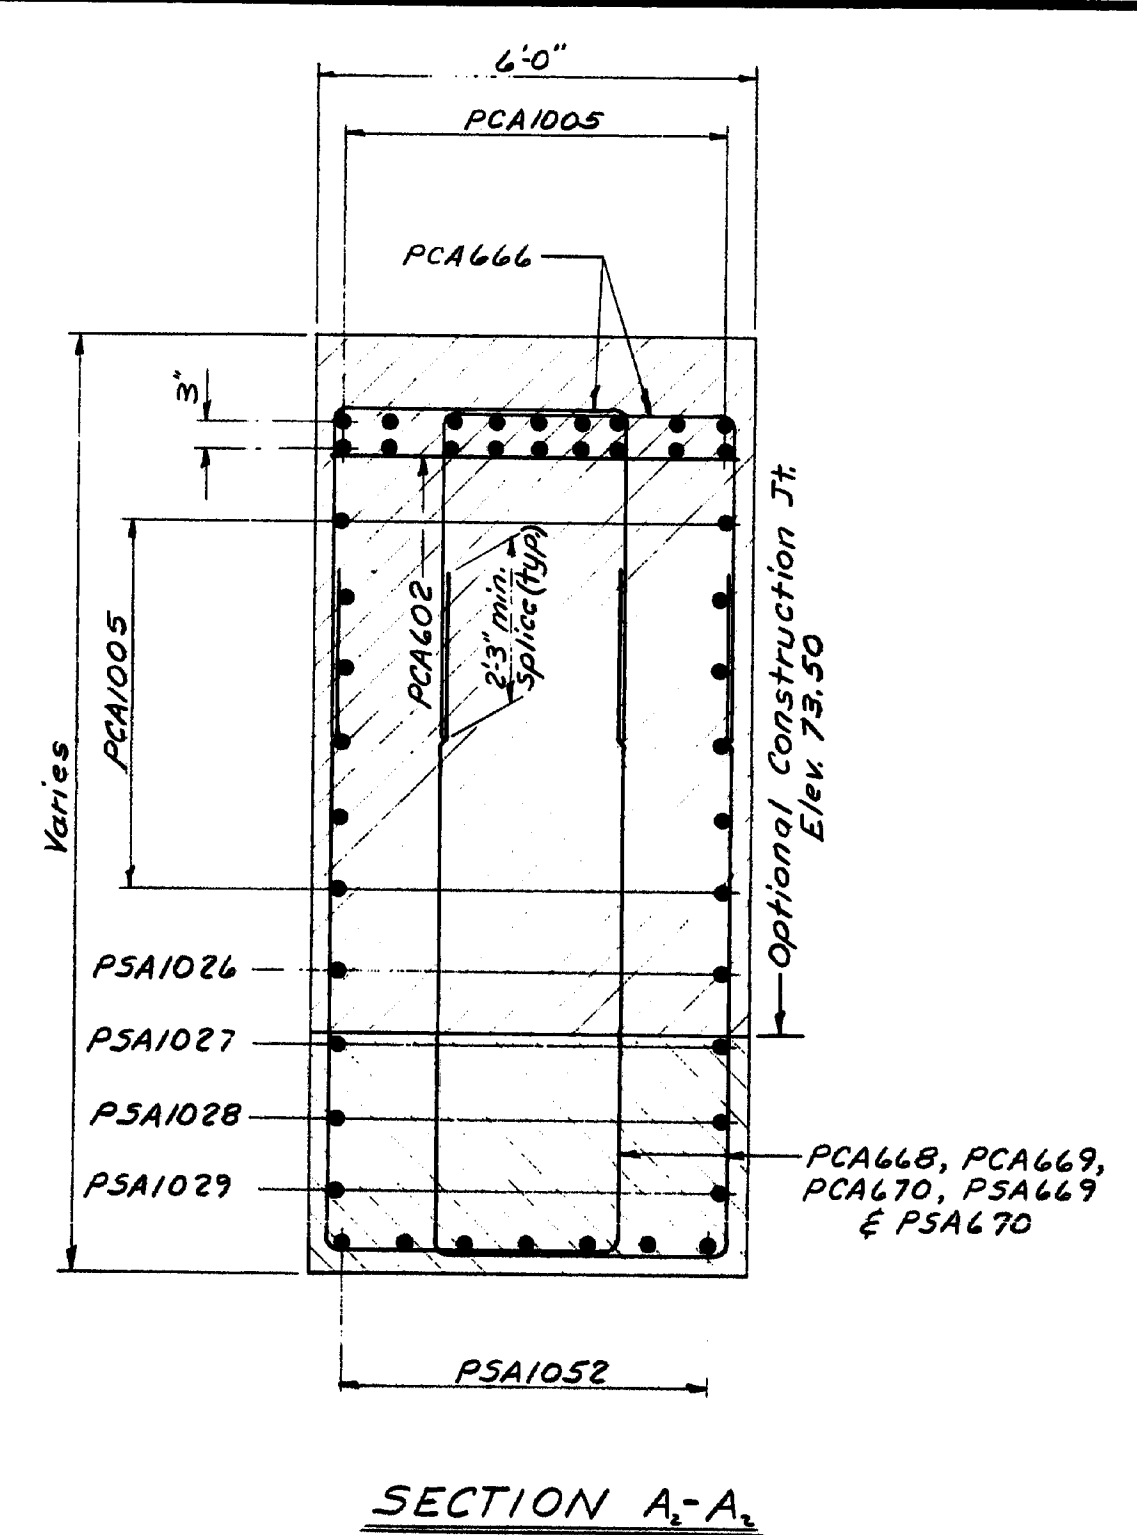 6'-0"
PCA1005
PCA666
3"
PCA602
2'-3" min.
splice (typ.)
Optional Construction Jt.
Elev. 73.50
PCA1005
Varies
PSA1026
PSA1027
PSA1028
PSA1029
PCA668, PCA669,
PCA670, PSA669
& PSA670
PSA1052
SECTION A₂-A₂